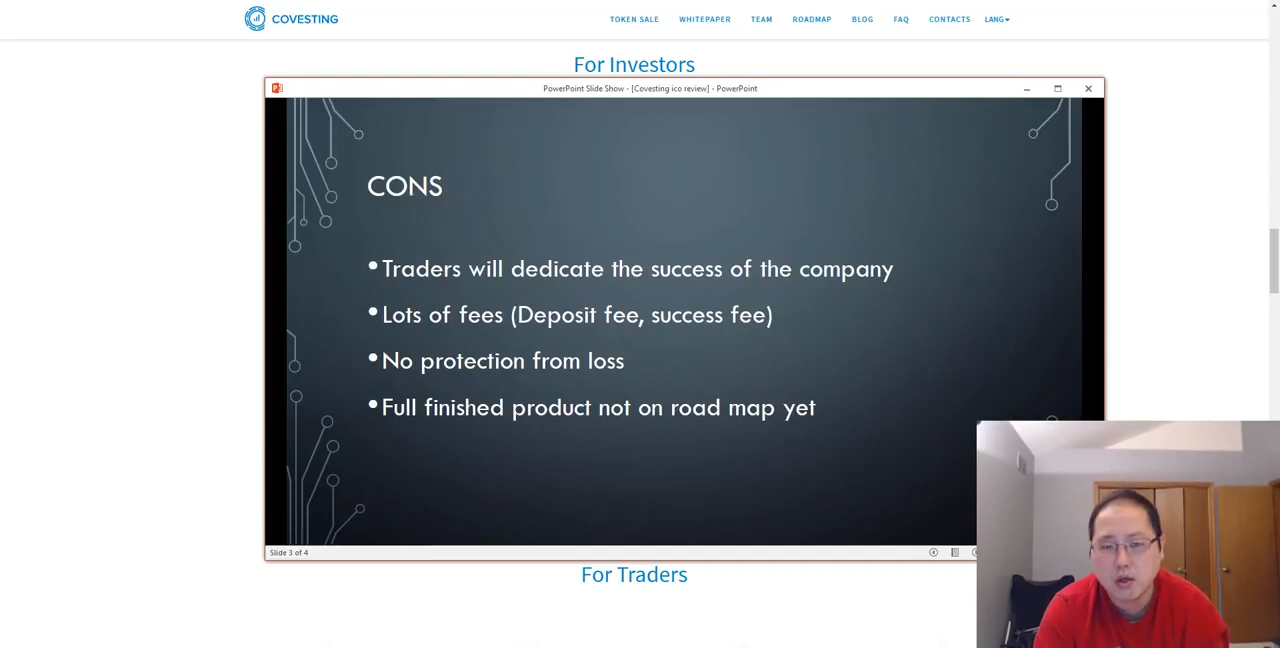 COVESTING
TOKEN SALE WHITEPAPER TEAM ROADMAP BLOG FAQ CONTACTS LANG
For Investors
PowerPoint Slide Show - [Covesting ico review] - PowerPoint
CONS
• Traders will dedicate the success of the company
• Lots of fees (Deposit fee, success fee)
• No protection from loss
• Full finished product not on road map yet
Slide 3 of 4
For Traders